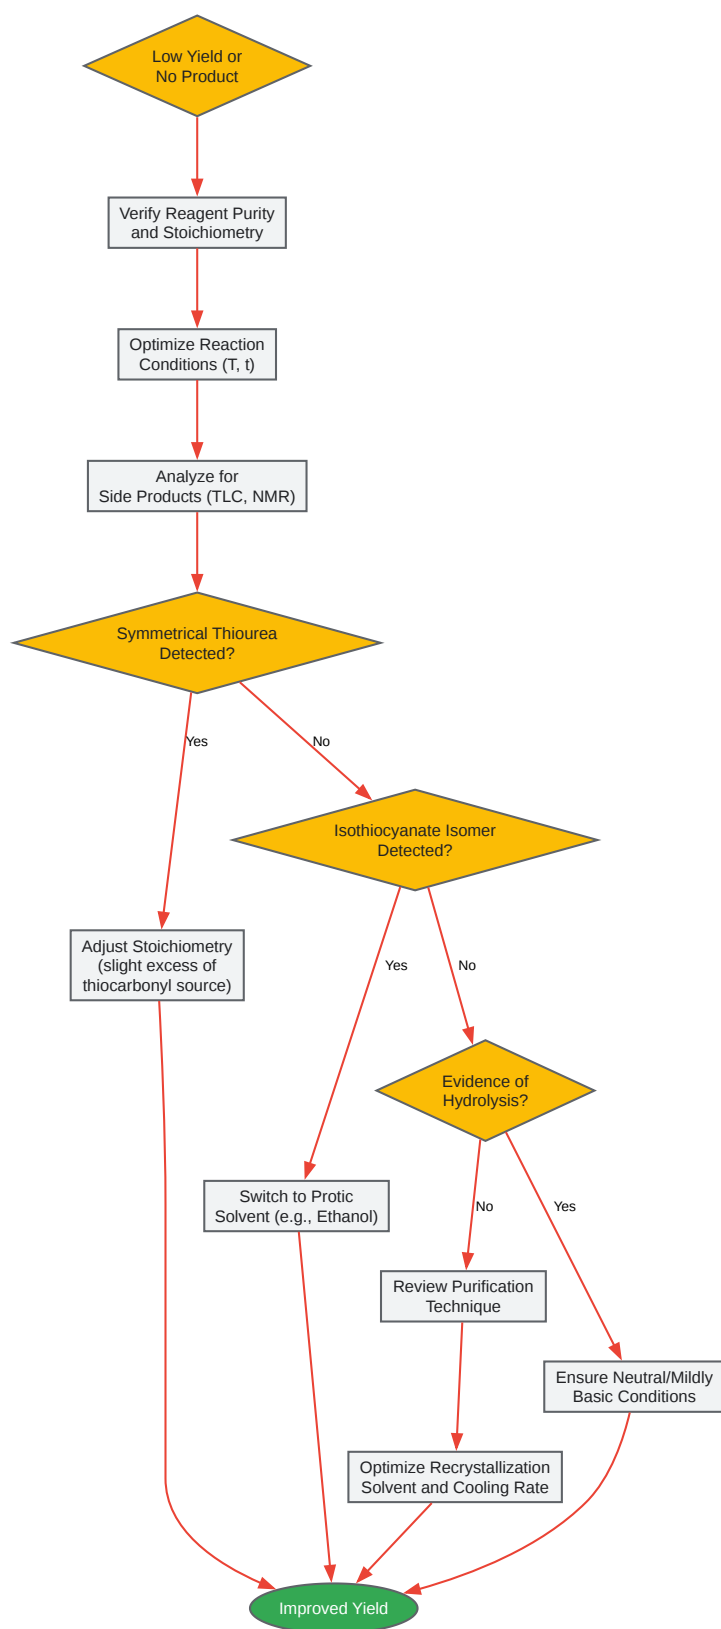 Low Yield or
No Product
Verify Reagent Purity
and Stoichiometry
Optimize Reaction
Conditions (T, t)
Analyze for
Side Products (TLC, NMR)
Symmetrical Thiourea
Detected?
Yes
No
Isothiocyanate Isomer
Detected?
Adjust Stoichiometry
(slight excess of
thiocarbonyl source)
Yes
No
Evidence of
Hydrolysis?
Switch to Protic
Solvent (e.g., Ethanol)
No
Yes
Review Purification
Technique
Ensure Neutral/Mildly
Basic Conditions
Optimize Recrystallization
Solvent and Cooling Rate
Improved Yield